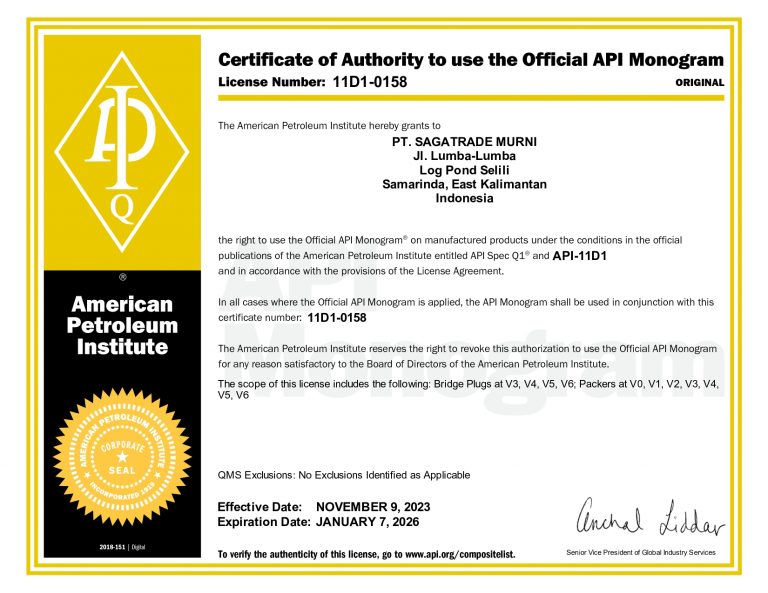 Certificate of Authority to use the Official API Monogram
License Number: 11D1-0158
ORIGINAL
The American Petroleum Institute hereby grants to
PT. SAGATRADE MURNI
Jl. Lumba-Lumba
Log Pond Selili
Samarinda, East Kalimantan
Indonesia
the right to use the Official API Monogram® on manufactured products under the conditions in the official
publications of the American Petroleum Institute entitled API Spec Q1® and API-11D1
and in accordance with the provisions of the License Agreement.
In all cases where the Official API Monogram is applied, the API Monogram shall be used in conjunction with this
certificate number: 11D1-0158
The American Petroleum Institute reserves the right to revoke this authorization to use the Official API Monogram
for any reason satisfactory to the Board of Directors of the American Petroleum Institute.
The scope of this license includes the following: Bridge Plugs at V3, V4, V5, V6; Packers at V0, V1, V2, V3, V4,
V5, V6
QMS Exclusions: No Exclusions Identified as Applicable
Effective Date: NOVEMBER 9, 2023
Expiration Date: JANUARY 7, 2026
To verify the authenticity of this license, go to www.api.org/compositelist.
Anchal Liddar
Senior Vice President of Global Industry Services
API
Monogram
API
Q
®
American
Petroleum
Institute
AMERICAN PETROLEUM INSTITUTE
CORPORATE
SEAL
INCORPORATED 1919
2018-151 | Digital